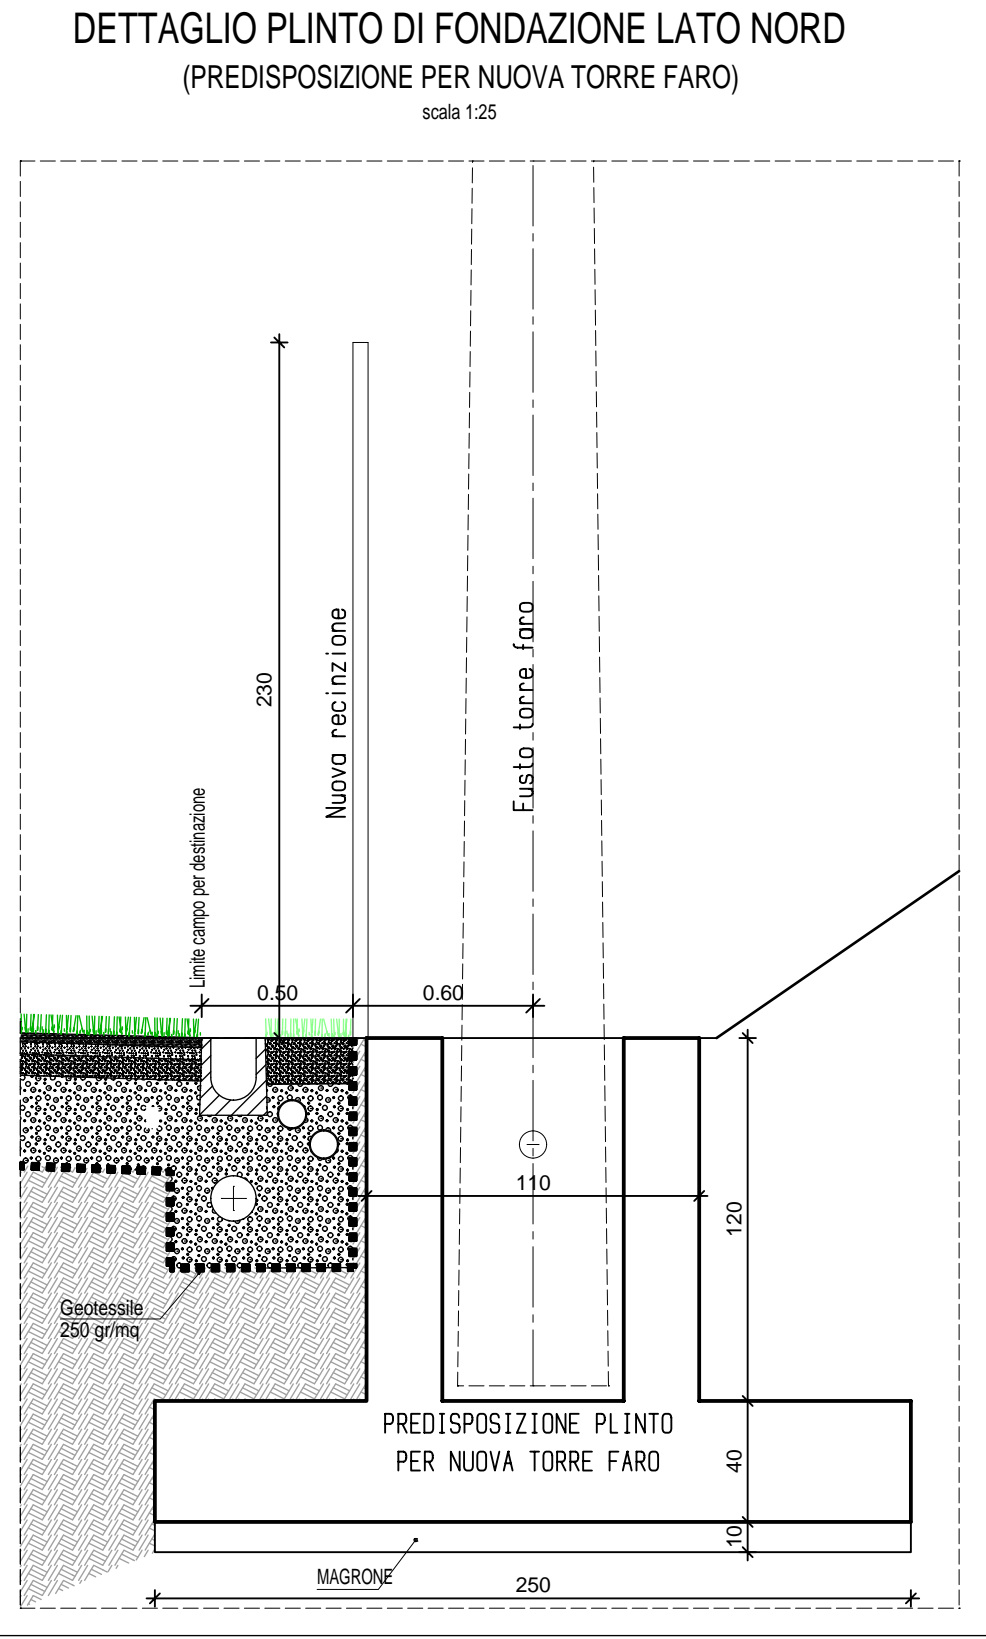 DETTAGLIO PLINTO DI FONDAZIONE LATO NORD
(PREDISPOSIZIONE PER NUOVA TORRE FARO)
scala 1:25
230
Nuova recinzione
Fusto torre faro
Limite campo per destinazione
0.50
0.60
110
120
Geotessile
250 gr/mq
PREDISPOSIZIONE PLINTO
PER NUOVA TORRE FARO
40
10
MAGRONE
250